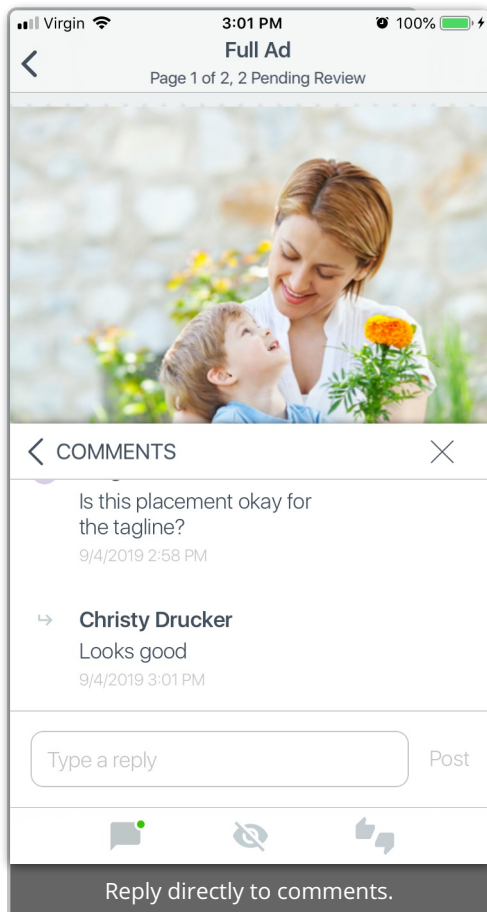 Virgin
3:01 PM
100%
Full Ad
Page 1 of 2, 2 Pending Review
COMMENTS
Is this placement okay for
the tagline?
9/4/2019 2:58 PM
Christy Drucker
Looks good
9/4/2019 3:01 PM
Type a reply
Post
Reply directly to comments.